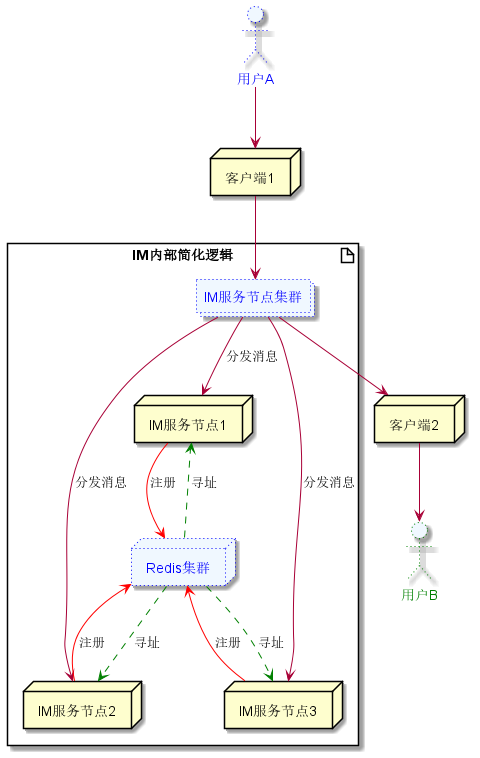 用户A
客户端1
IM内部简化逻辑
IM服务节点集群
分发消息
IM服务节点1
客户端2
分发消息
注册
寻址
分发消息
Redis集群
用户B
注册
寻址
注册
寻址
IM服务节点2
IM服务节点3